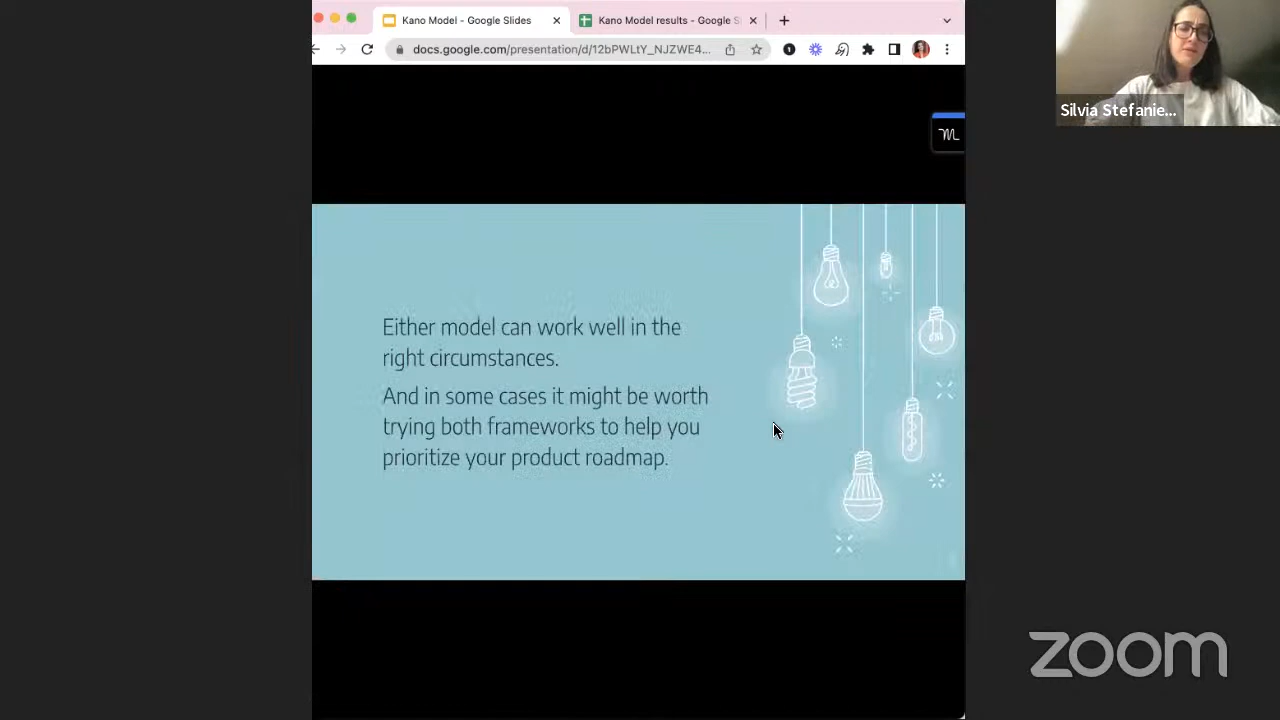 Kano Model - Google Slides
Kano Model results - Google S
docs.google.com/presentation/d/12bPWLtY_NJZWE4...
Silvia Stefanie...
Either model can work well in the
right circumstances.
And in some cases it might be worth
trying both frameworks to help you
prioritize your product roadmap.
zoom